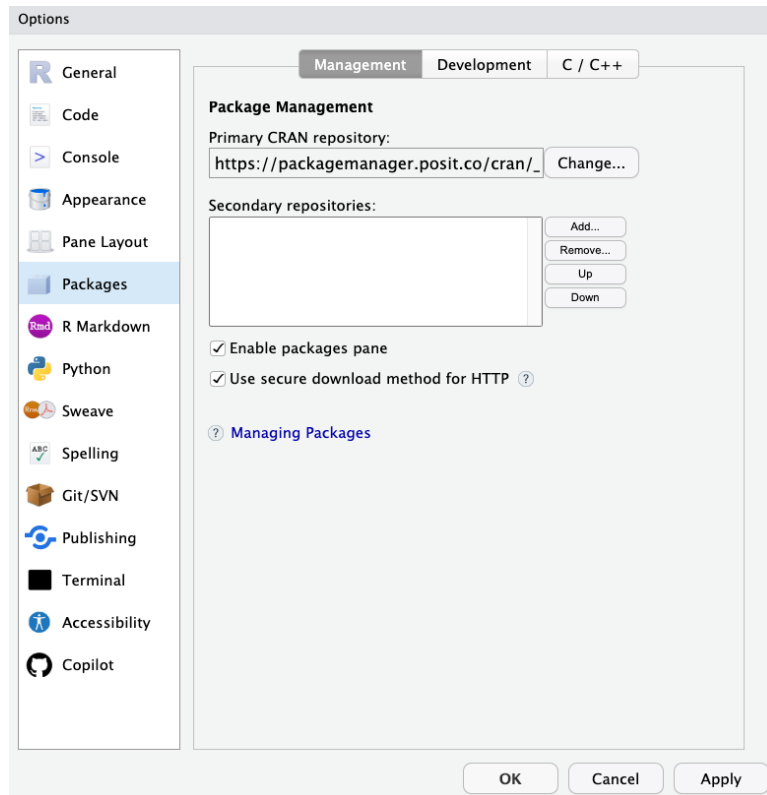 Options
General
Code
Console
Appearance
Pane Layout
Packages
Rmd
R Markdown
Python
Sweave
ABC
Spelling
Git/SVN
Publishing
Terminal
Accessibility
Copilot
Management Development C / C++
Package Management
Primary CRAN repository:
https://packagemanager.posit.co/cran/_ Change...
Secondary repositories:
Add...
Remove...
Up
Down
Enable packages pane
Use secure download method for HTTP ?
? Managing Packages
OK Cancel Apply